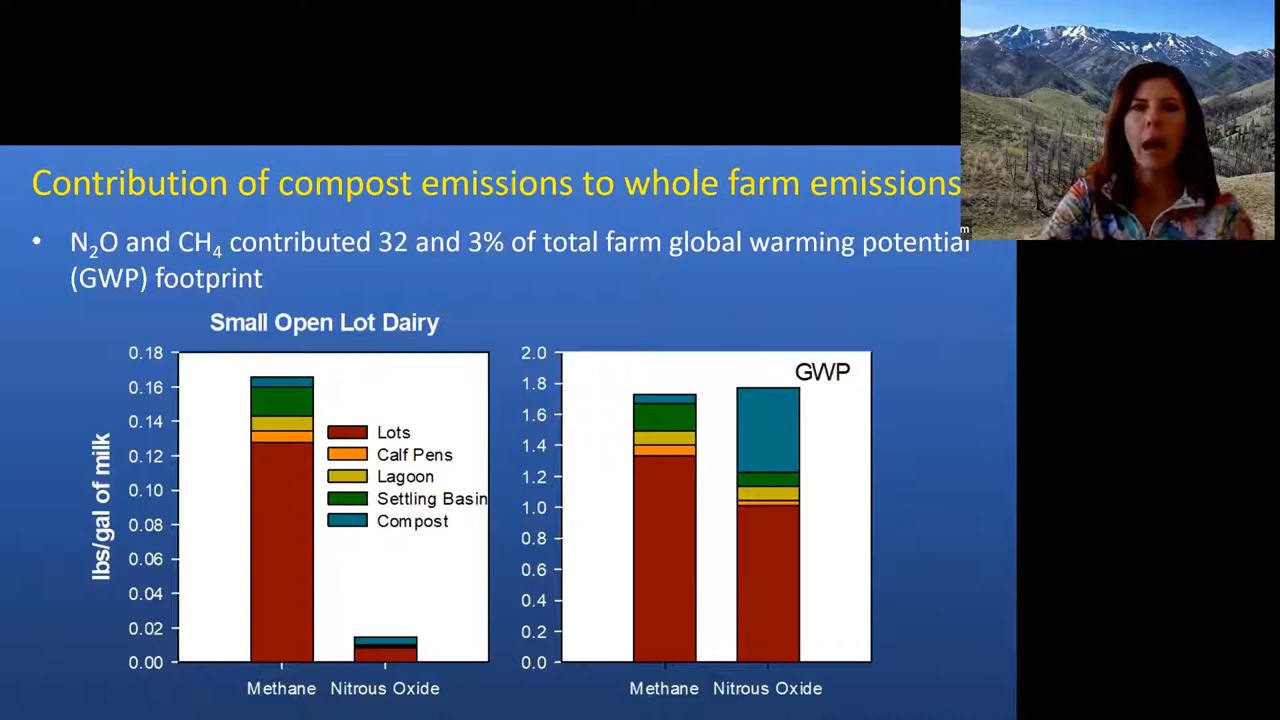 Contribution of compost emissions to whole farm emissions
• N₂O and CH₄ contributed 32 and 3% of total farm global warming potential
(GWP) footprint
Small Open Lot Dairy
lbs/gal of milk
0.18
0.16
0.14
0.12
0.10
0.08
0.06
0.04
0.02
0.00
Lots
Calf Pens
Lagoon
Settling Basin
Compost
Methane Nitrous Oxide
2.0
1.8
1.6
1.4
1.2
1.0
0.8
0.6
0.4
0.2
0.0
GWP
Methane Nitrous Oxide